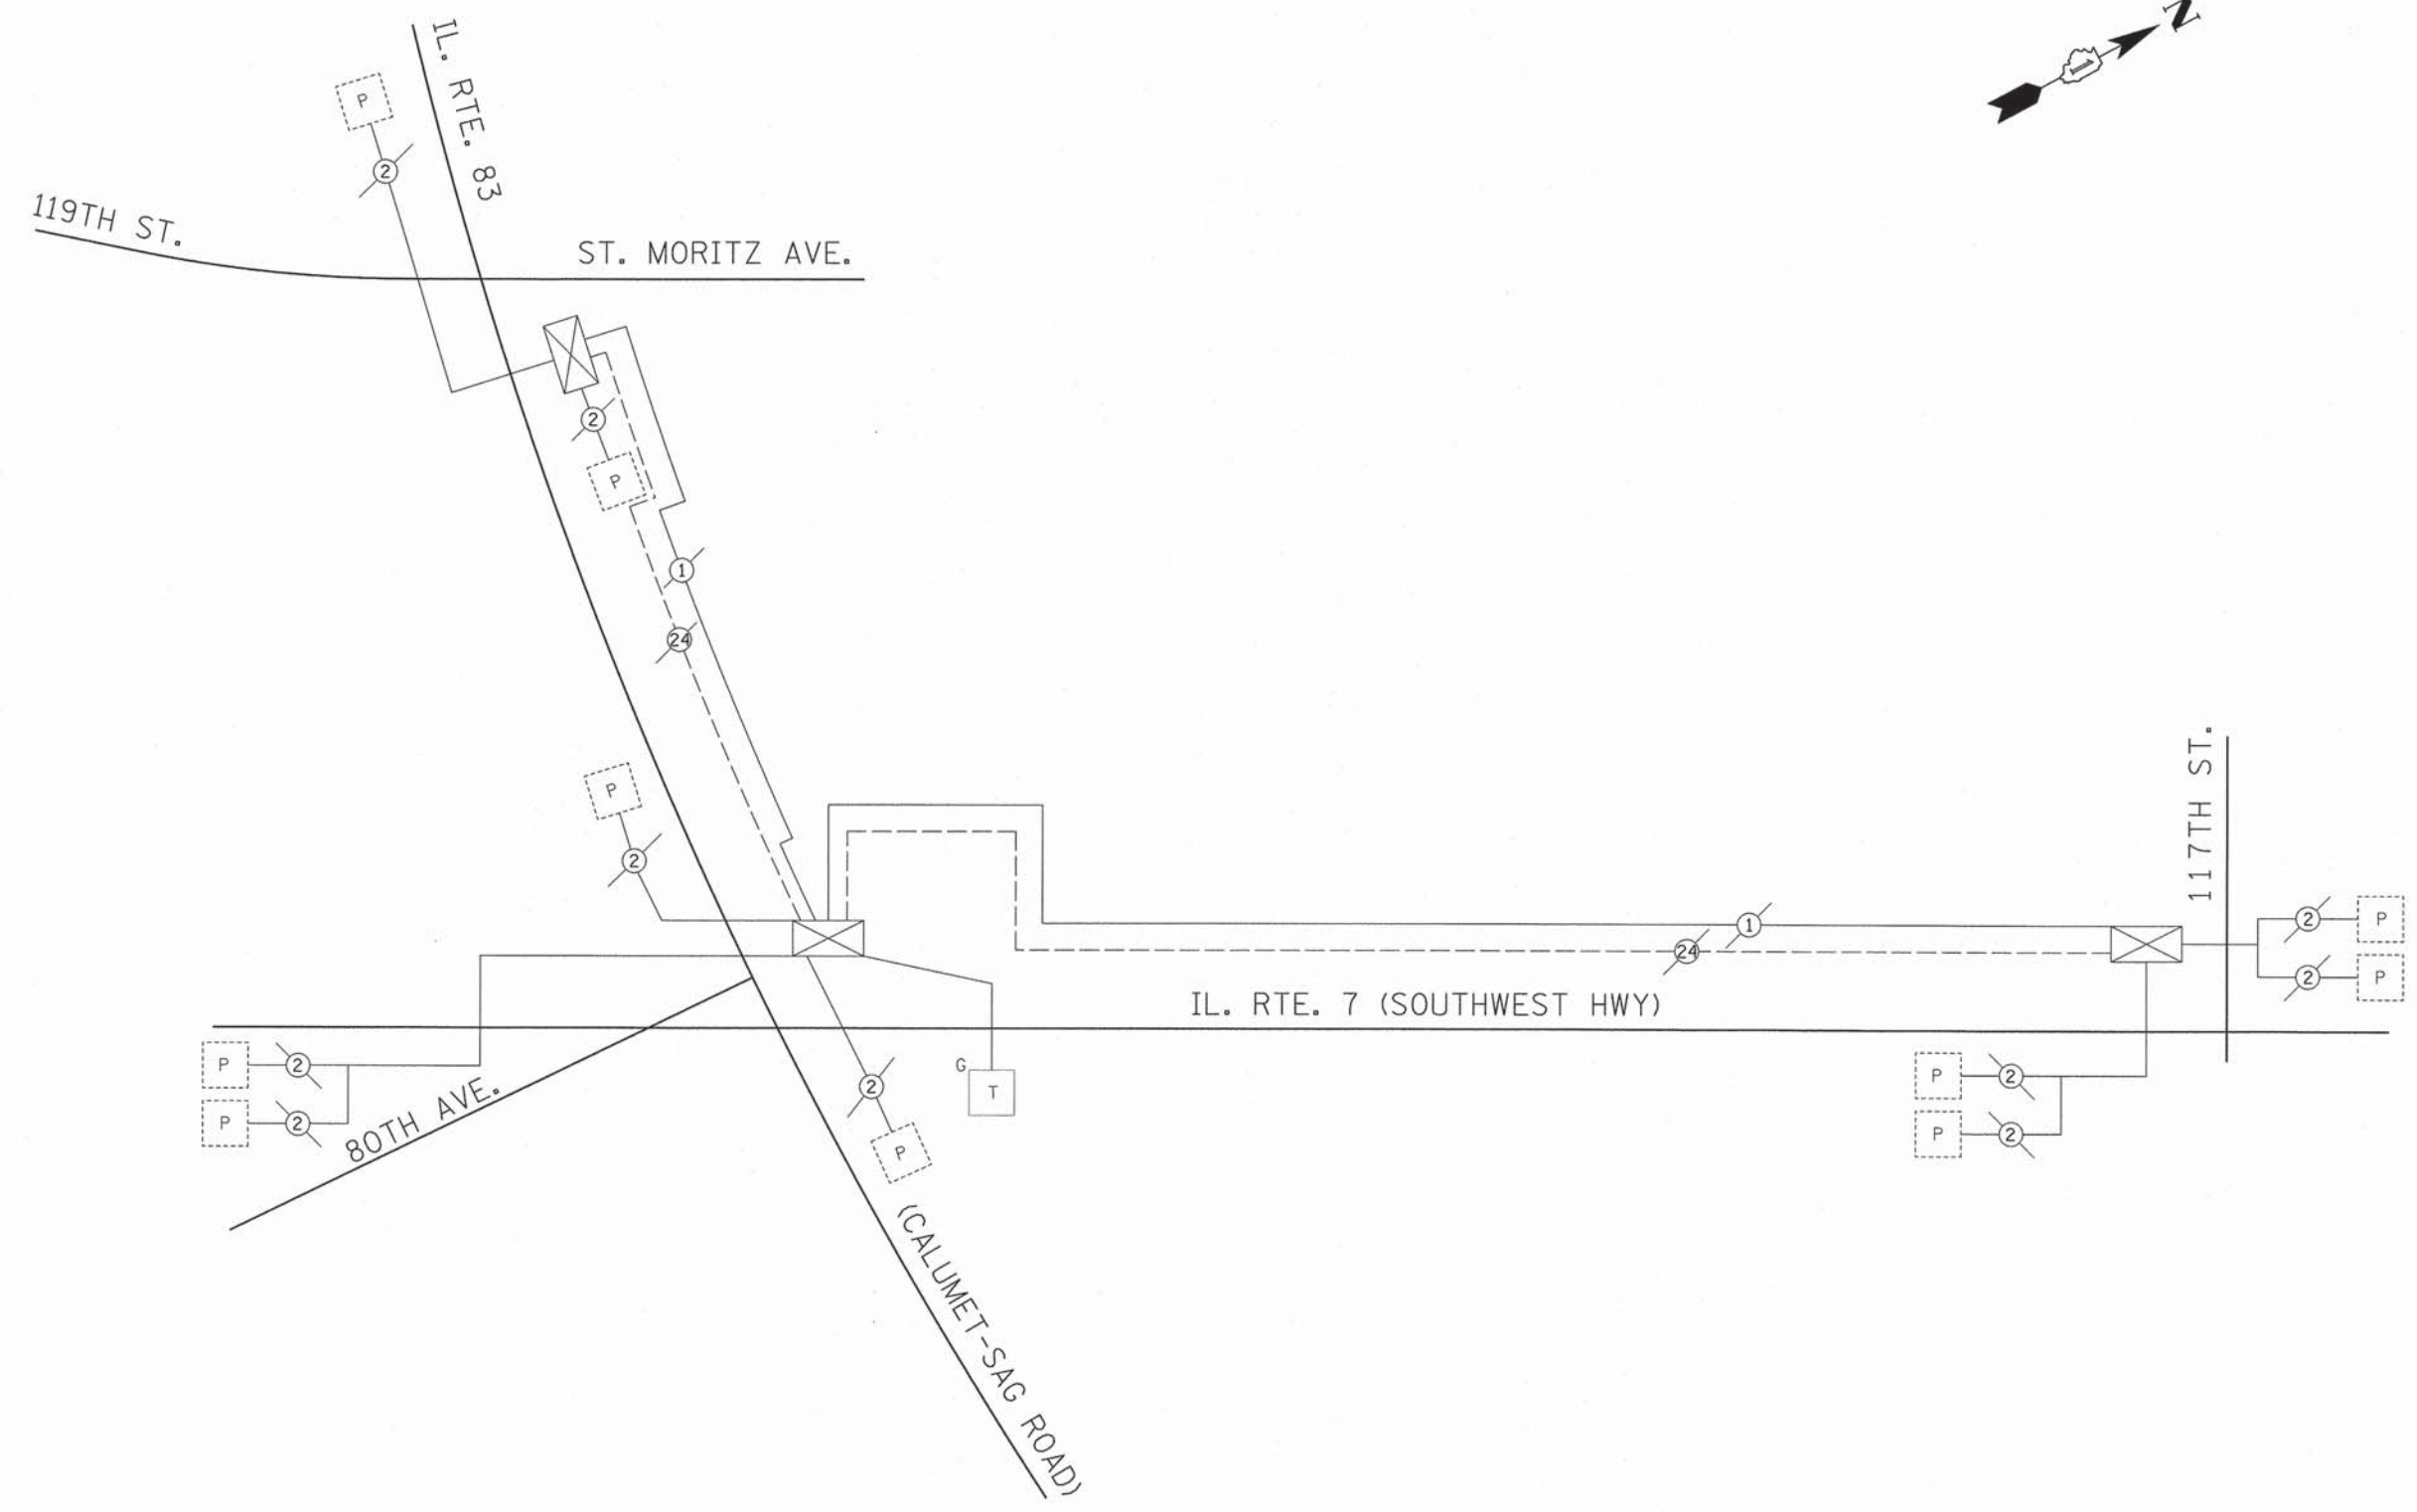 N
1
IL. RTE. 83
P
2
119TH ST.
ST. MORITZ AVE.
2
P
1
24
P
2
117TH ST.
1
24
2
P
2
P
IL. RTE. 7 (SOUTHWEST HWY)
P
2
P
2
80TH AVE.
2
P
G
T
P
2
P
2
(CALUMET-SAG ROAD)